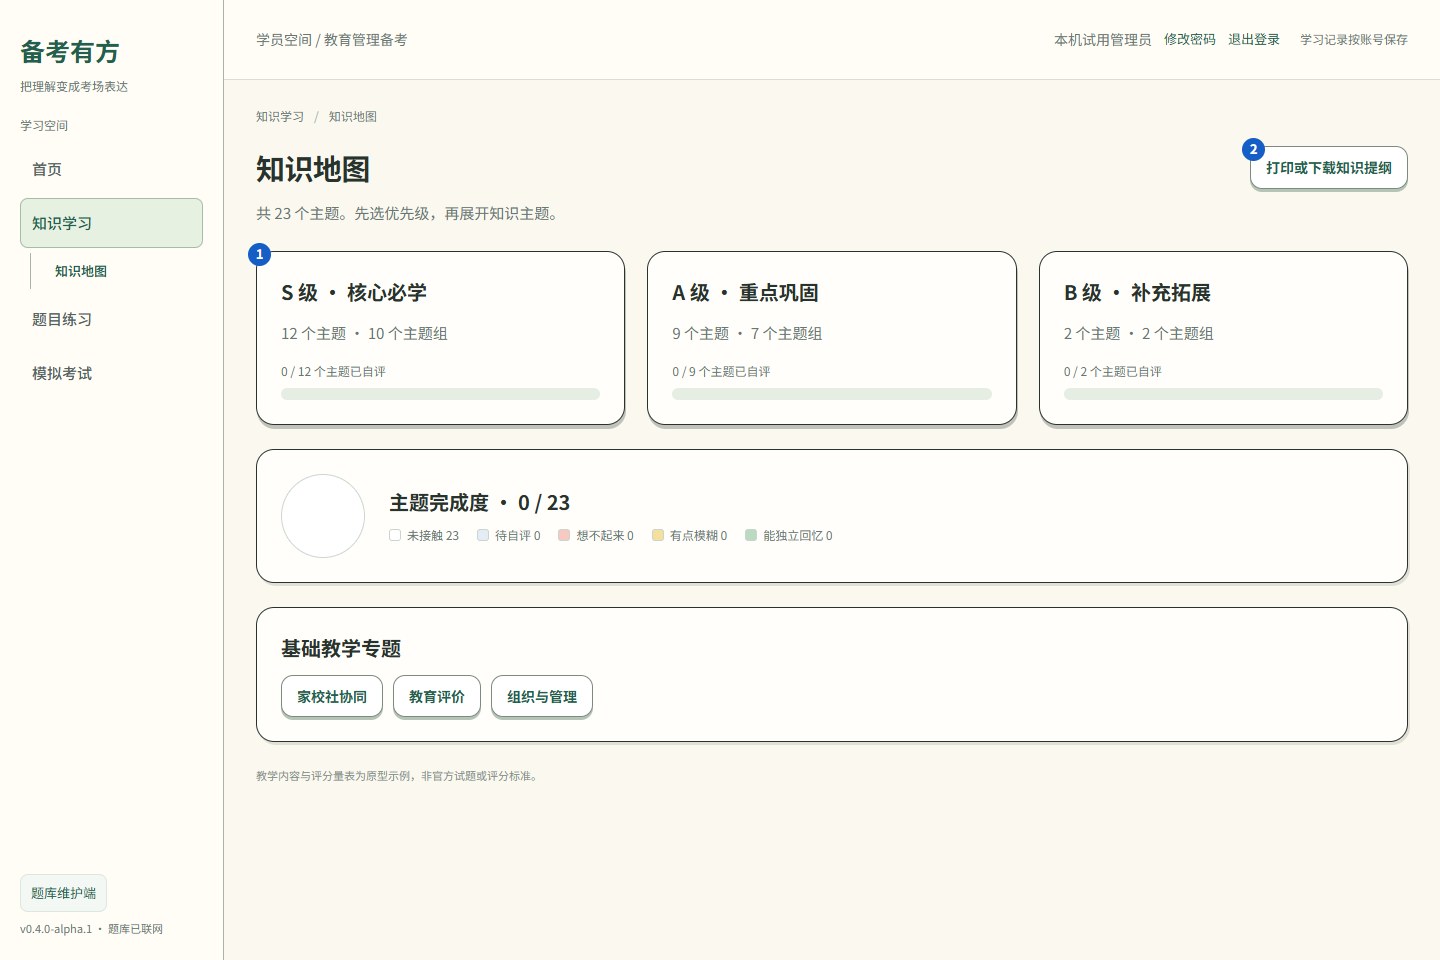 备考有方
把理解变成考场表达
学习空间
首页
知识学习
知识地图
题目练习
模拟考试
题库维护端
v0.4.0-alpha.1 · 题库已联网
学员空间 / 教育管理备考
本机试用管理员 修改密码 退出登录 学习记录按账号保存
知识学习 / 知识地图
知识地图
2
打印或下载知识提纲
共 23 个主题。先选优先级，再展开知识主题。
1
S 级 · 核心必学
12 个主题 · 10 个主题组
0 / 12 个主题已自评
A 级 · 重点巩固
9 个主题 · 7 个主题组
0 / 9 个主题已自评
B 级 · 补充拓展
2 个主题 · 2 个主题组
0 / 2 个主题已自评
主题完成度 · 0 / 23
未接触 23 待自评 0 想不起来 0 有点模糊 0 能独立回忆 0
基础教学专题
家校社协同 教育评价 组织与管理
教学内容与评分量表为原型示例，非官方试题或评分标准。